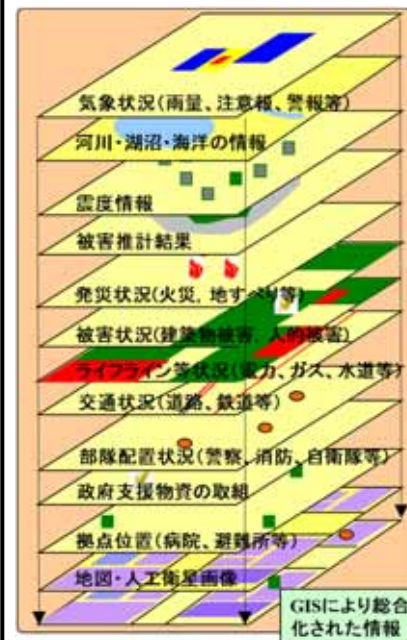 気象状況(雨量、注意報、警報等)
河川・湖沼・海洋の情報
震度情報
被害推計結果
発災状況(火災, 地すべり等)
被害状況(建築物被害, 人的被害)
ライフライン等状況(電力、ガス、水道等)
交通状況(道路、鉄道等)
部隊配置状況(警察、消防、自衛隊等)
政府支援物資の取組
拠点位置(病院、避難所等)
地図・人工衛星画像
GISにより総合
化された情報